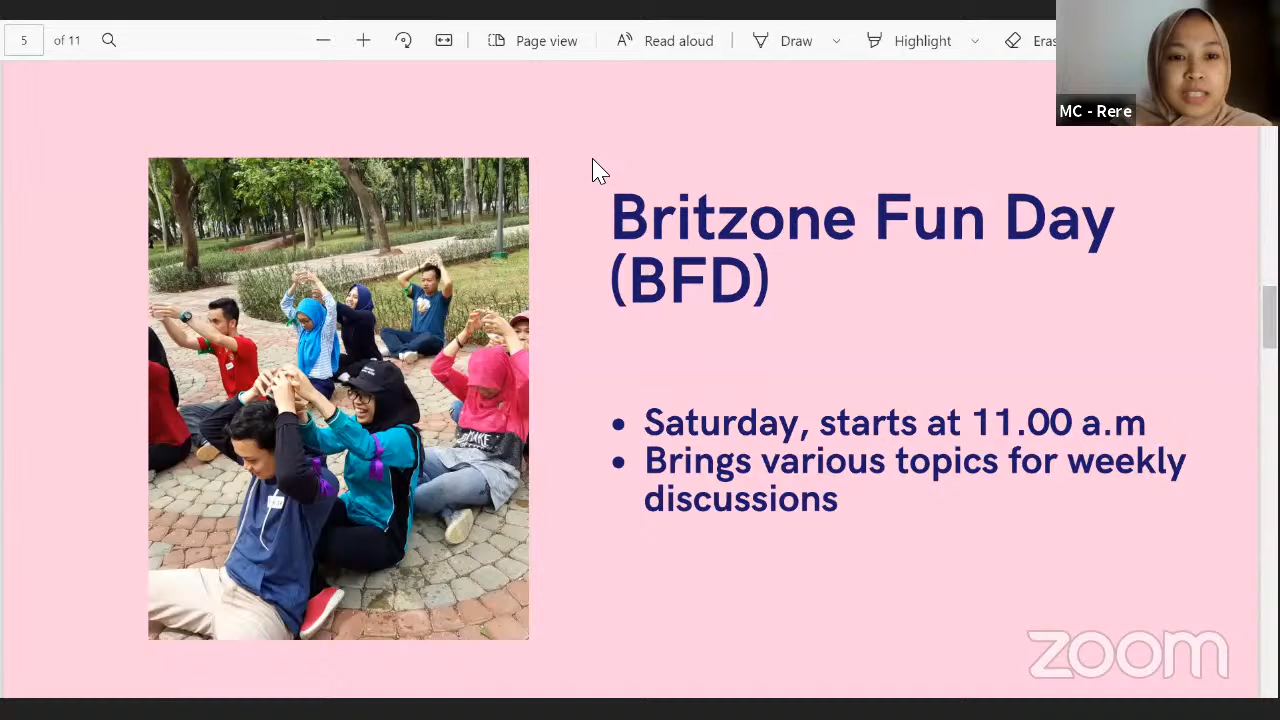 5 of 11 Page view Read aloud Draw Highlight Eras
MC - Rere
Britzone Fun Day
(BFD)
• Saturday, starts at 11.00 a.m
• Brings various topics for weekly
discussions
zoom